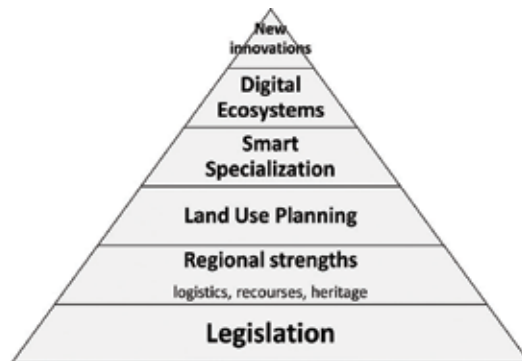 New
innovations
Digital
Ecosystems
Smart
Specialization
Land Use Planning
Regional strengths
logistics, recourses, heritage
Legislation